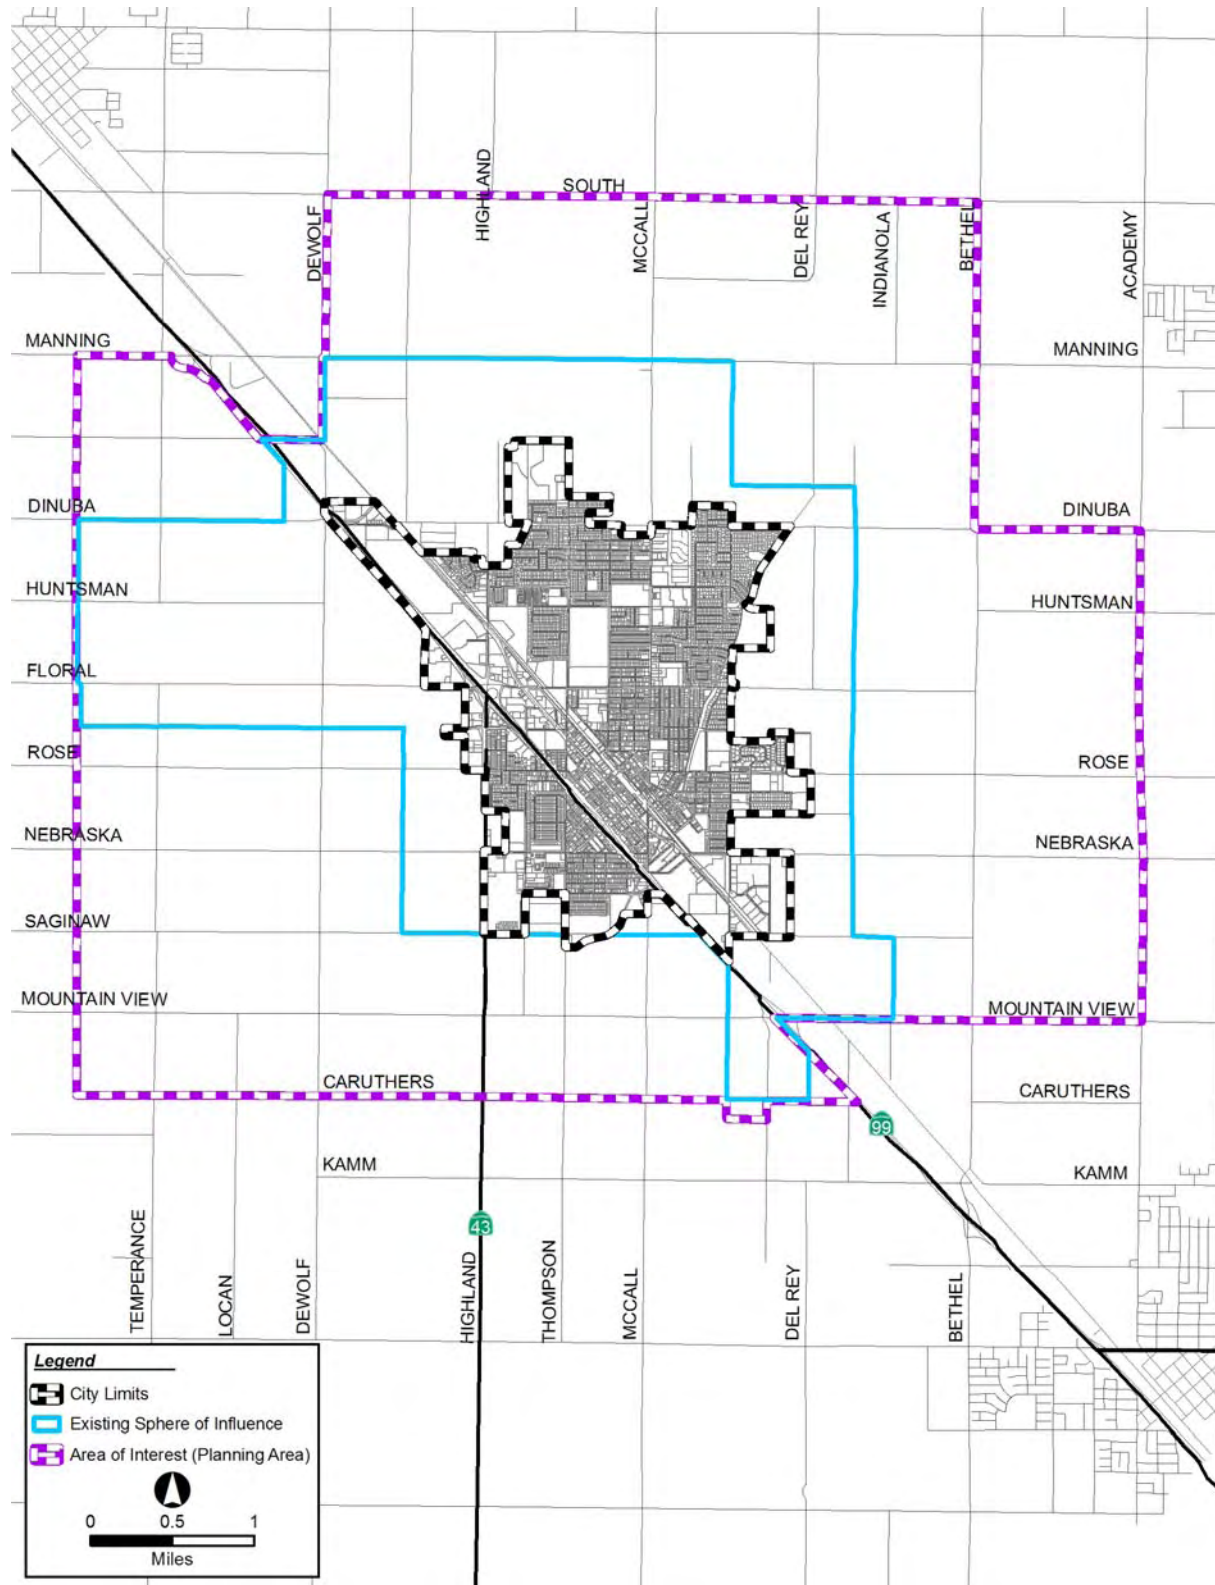 SOUTH
HIGHLAND
DEWOLF
MCCALL
DEL REY
INDIANOLA
BETHEL
ACADEMY
MANNING
MANNING
DINUBA
DINUBA
HUNTSMAN
HUNTSMAN
FLORAL
ROSE
ROSE
NEBRASKA
NEBRASKA
SAGINAW
MOUNTAIN VIEW
MOUNTAIN VIEW
CARUTHERS
CARUTHERS
99
KAMM
KAMM
43
TEMPERANCE
LOCAN
DEWOLF
HIGHLAND
THOMPSON
MCCALL
DEL REY
BETHEL
Legend
City Limits
Existing Sphere of Influence
Area of Interest (Planning Area)
0 0.5 1
Miles